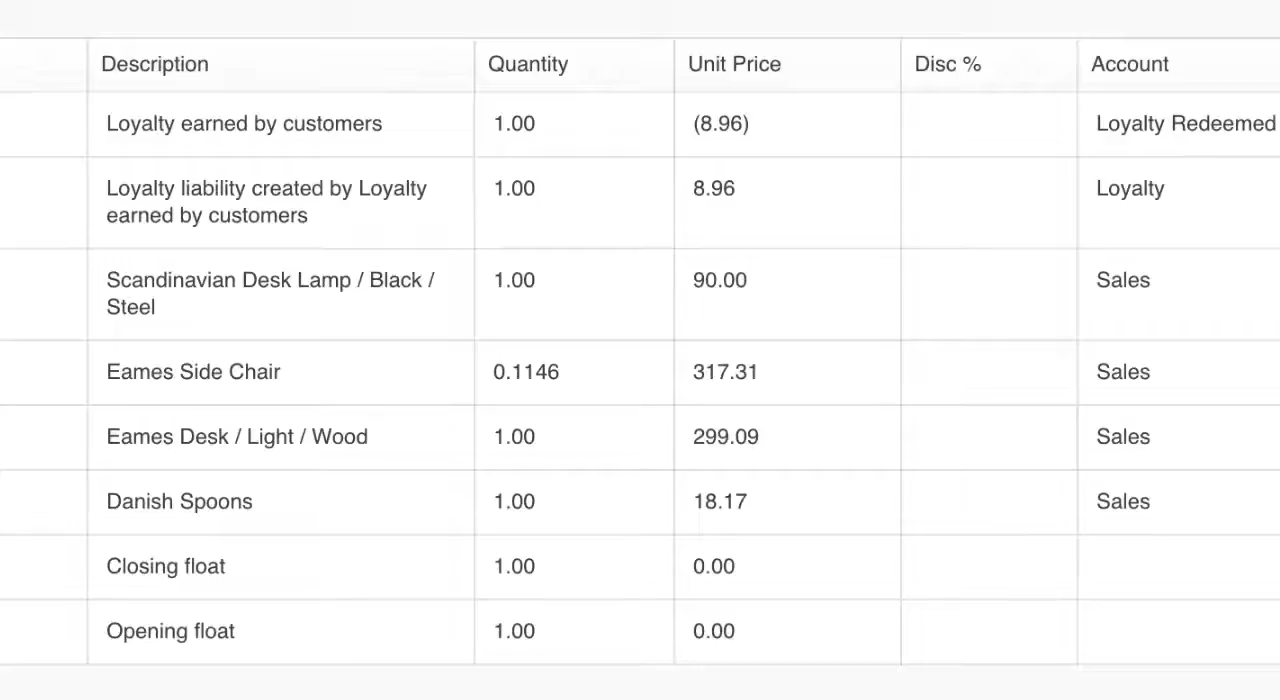 Description Quantity Unit Price Disc % Account
Loyalty earned by customers 1.00 (8.96) Loyalty Redeemed
Loyalty liability created by Loyalty 1.00 8.96 Loyalty
earned by customers
Scandinavian Desk Lamp / Black / 1.00 90.00 Sales
Steel
Eames Side Chair 0.1146 317.31 Sales
Eames Desk / Light / Wood 1.00 299.09 Sales
Danish Spoons 1.00 18.17 Sales
Closing float 1.00 0.00
Opening float 1.00 0.00